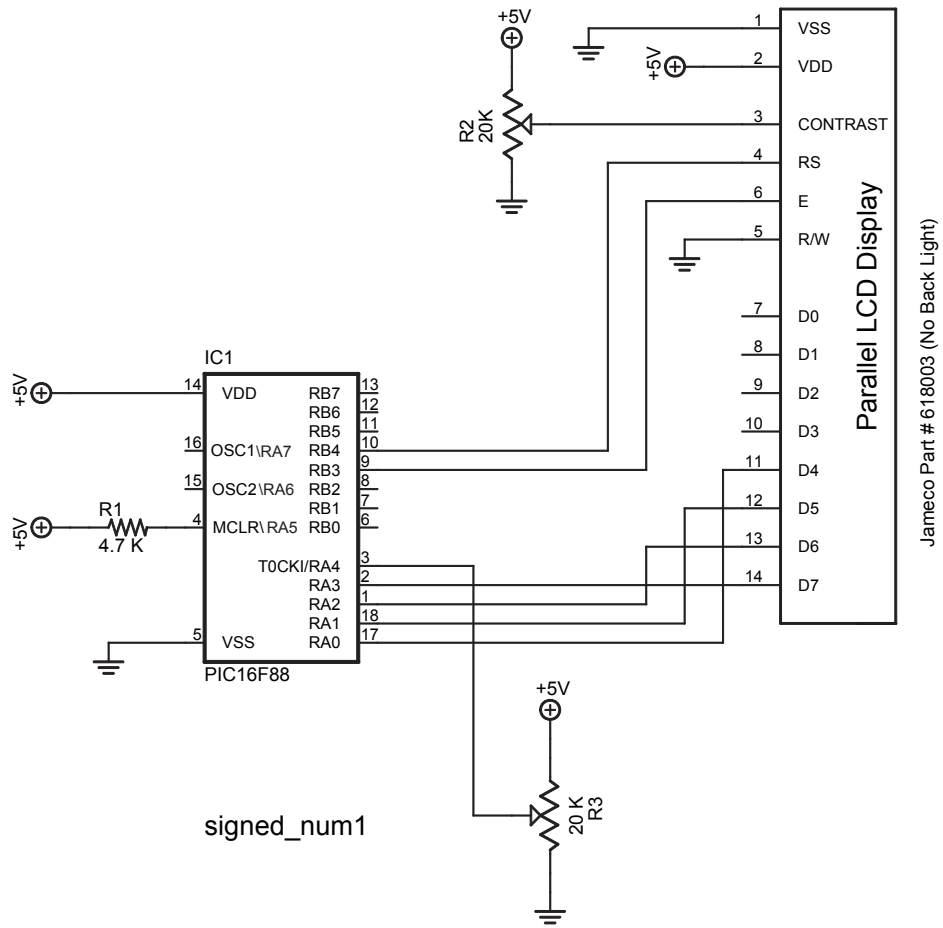 +5V
R2
20K
+5V
1
VSS
2
VDD
3
CONTRAST
4
RS
6
E
5
R/W
7
D0
8
D1
9
D2
10
D3
11
D4
12
D5
13
D6
14
D7
Parallel LCD Display
Jameco Part # 618003 (No Back Light)
IC1
+5V
14
VDD
16
OSC1\RA7
15
OSC2\RA6
+5V
R1
4.7 K
4
MCLR\RA5
5
VSS
RB7
13
RB6
12
RB5
11
RB4
10
RB3
9
RB2
8
RB1
7
RB0
6
T0CKI/RA4
3
RA3
2
RA2
1
RA1
18
RA0
17
PIC16F88
+5V
20 K
R3
signed_num1